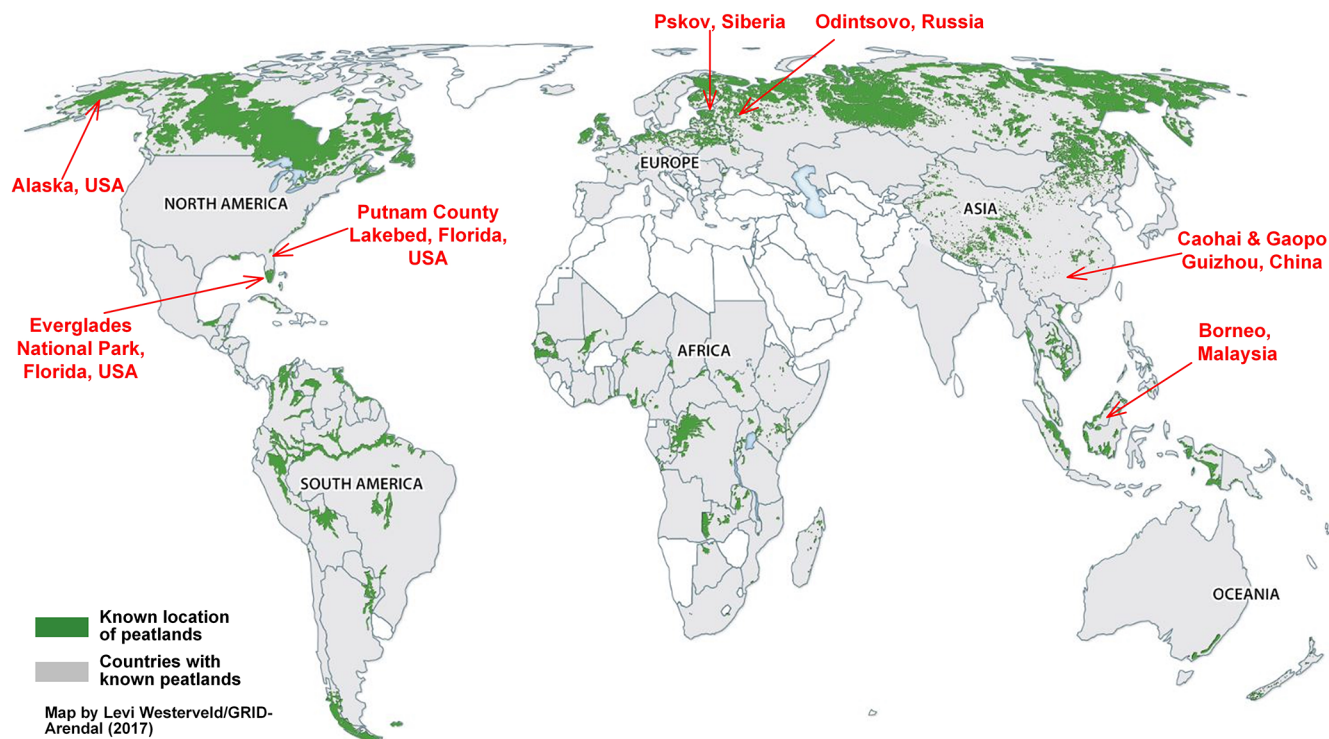 Pskov, Siberia
Odintsovo, Russia
Alaska, USA
NORTH AMERICA
EUROPE
ASIA
Putnam County
Lakebed, Florida,
USA
Caohai & Gaopo
Guizhou, China
Everglades
National Park,
Florida, USA
AFRICA
Borneo,
Malaysia
SOUTH AMERICA
OCEANIA
Known location
of peatlands
Countries with
known peatlands
Map by Levi Westerveld/GRID-
Arendal (2017)